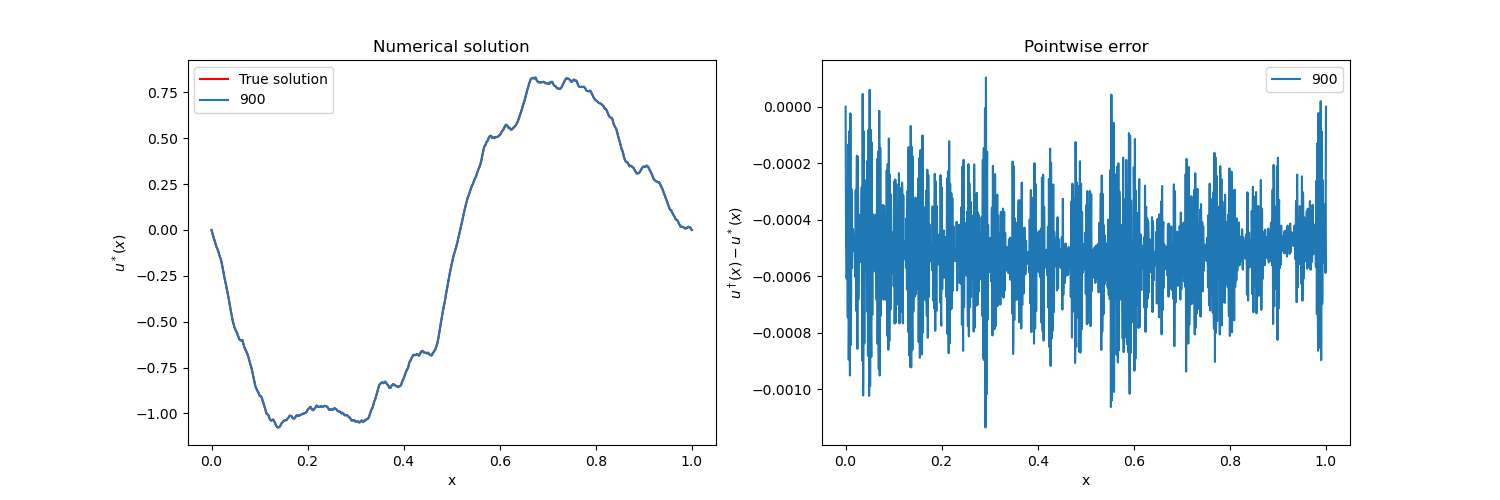 Numerical solution
True solution
900
0.75
0.50
0.25
0.00
−0.25
−0.50
−0.75
−1.00
u*(x)
0.0 0.2 0.4 0.6 0.8 1.0
x
Pointwise error
900
0.0000
−0.0002
−0.0004
−0.0006
−0.0008
−0.0010
u†(x) − u*(x)
0.0 0.2 0.4 0.6 0.8 1.0
x